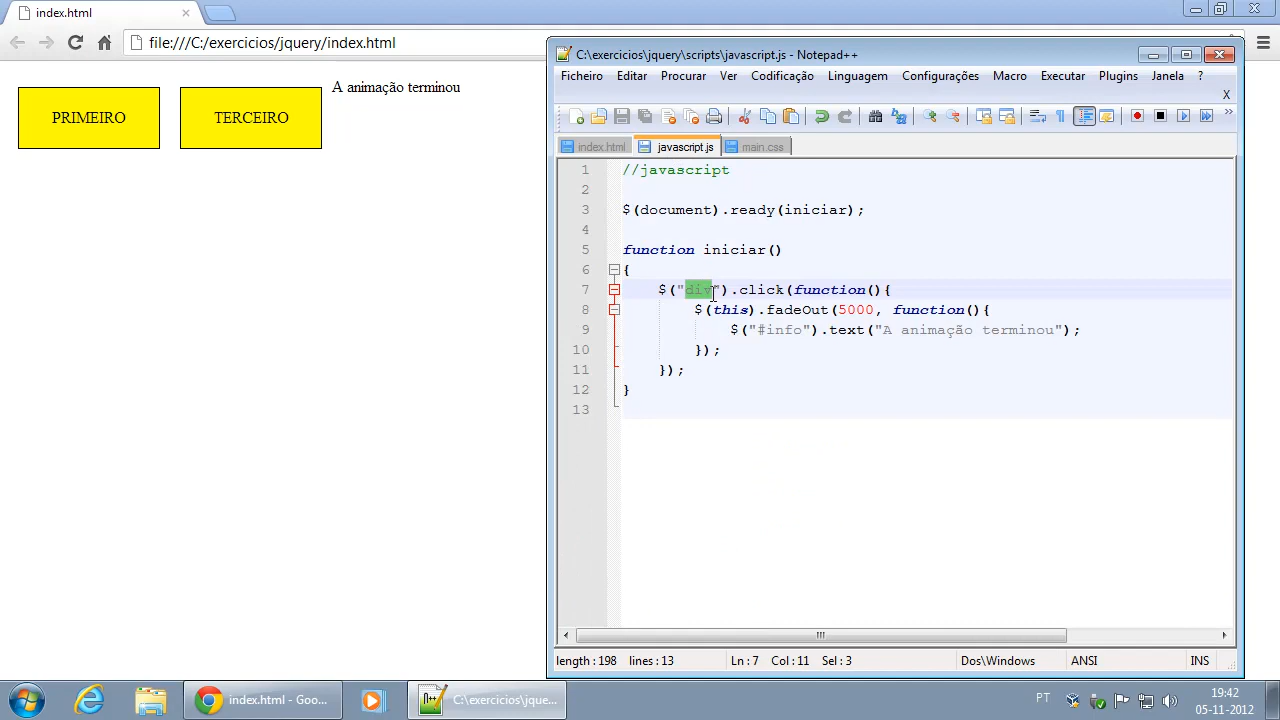 index.html
file:///C:/exercicios/jquery/index.html
PRIMEIRO
TERCEIRO
A animação terminou
C:\exercicios\jquery\scripts\javascript.js - Notepad++
Ficheiro Editar Procurar Ver Codificação Linguagem Configurações Macro Executar Plugins Janela ?
X
index.html javascript.js main.css
1 //javascript
2
3 $(document).ready(iniciar);
4
5 function iniciar()
6 {
7 $("div").click(function(){
8 $(this).fadeOut(5000, function(){
9 $("#info").text("A animação terminou");
10 });
11 });
12 }
13
length : 198 lines : 13 Ln : 7 Col : 11 Sel : 3 Dos\Windows ANSI INS
index.html - Goo...
C:\exercicios\jque...
PT
19:42
05-11-2012